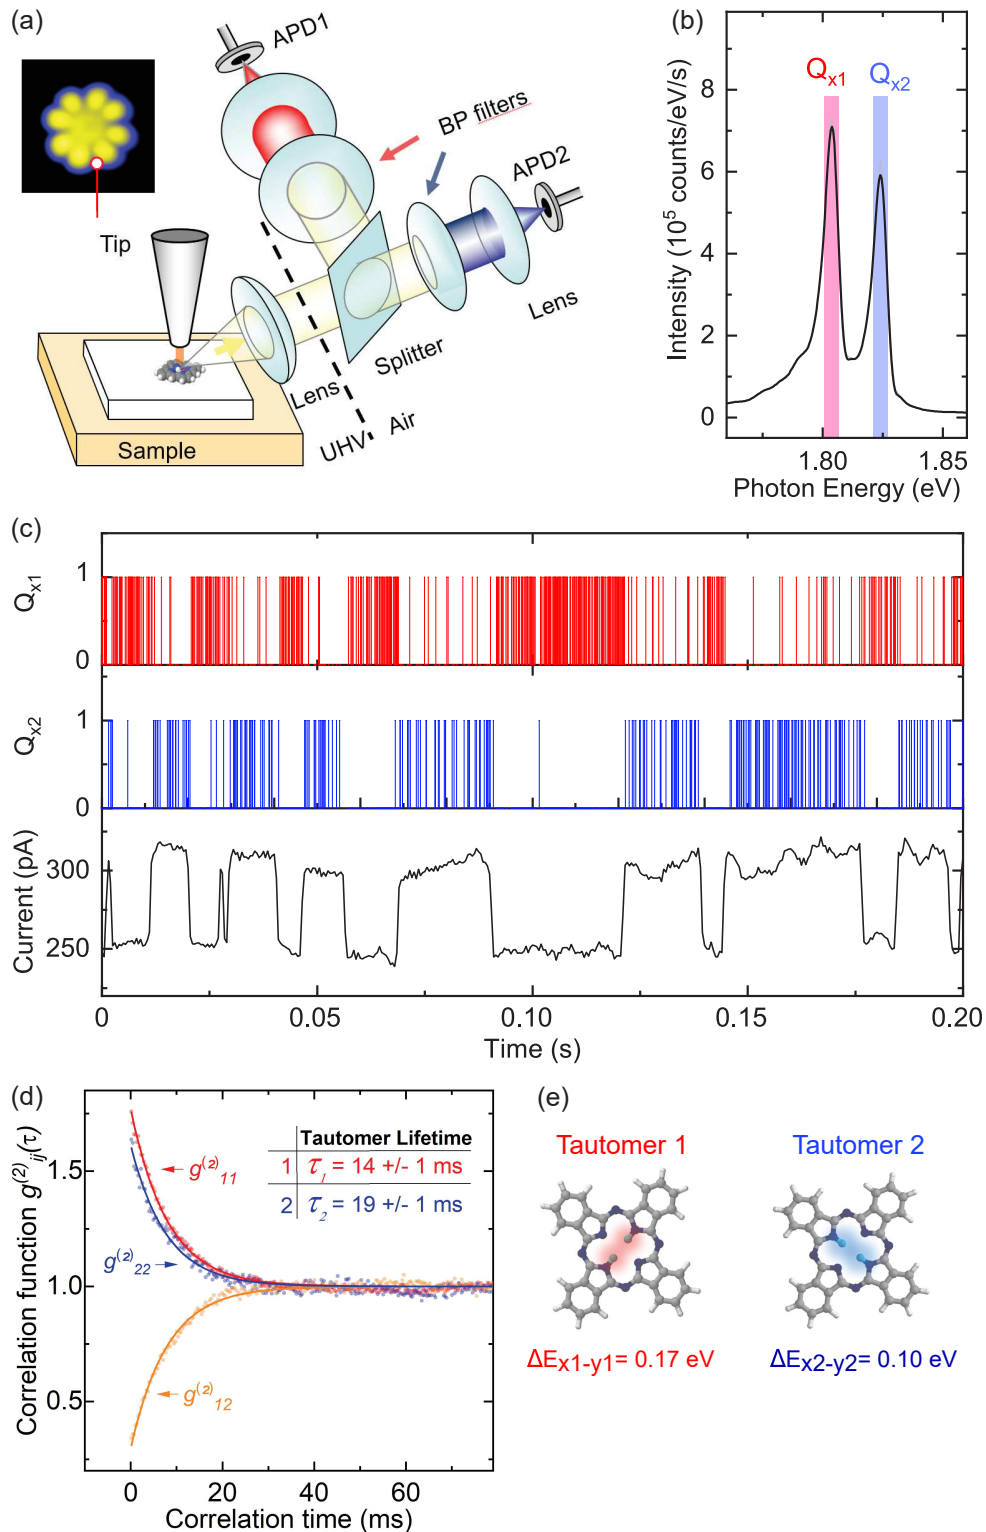 (a)
APD1
BP filters
APD2
Tip
Lens
Splitter
Lens
UHV
Air
Sample
(b)
Intensity (10⁵ counts/eV/s)
8
6
4
2
0
Qx1
Qx2
1.80
1.85
Photon Energy (eV)
(c)
Qx1
1
0
Qx2
1
0
Current (pA)
300
250
0
0.05
0.10
0.15
0.20
Time (s)
(d)
Correlation function g⁽²⁾ij(τ)
1.5
1.0
0.5
g⁽²⁾11
g⁽²⁾22
g⁽²⁾12
Tautomer Lifetime
1 τ1 = 14 +/- 1 ms
2 τ2 = 19 +/- 1 ms
0
20
40
60
Correlation time (ms)
(e)
Tautomer 1
Tautomer 2
ΔEx1-y1= 0.17 eV
ΔEx2-y2= 0.10 eV